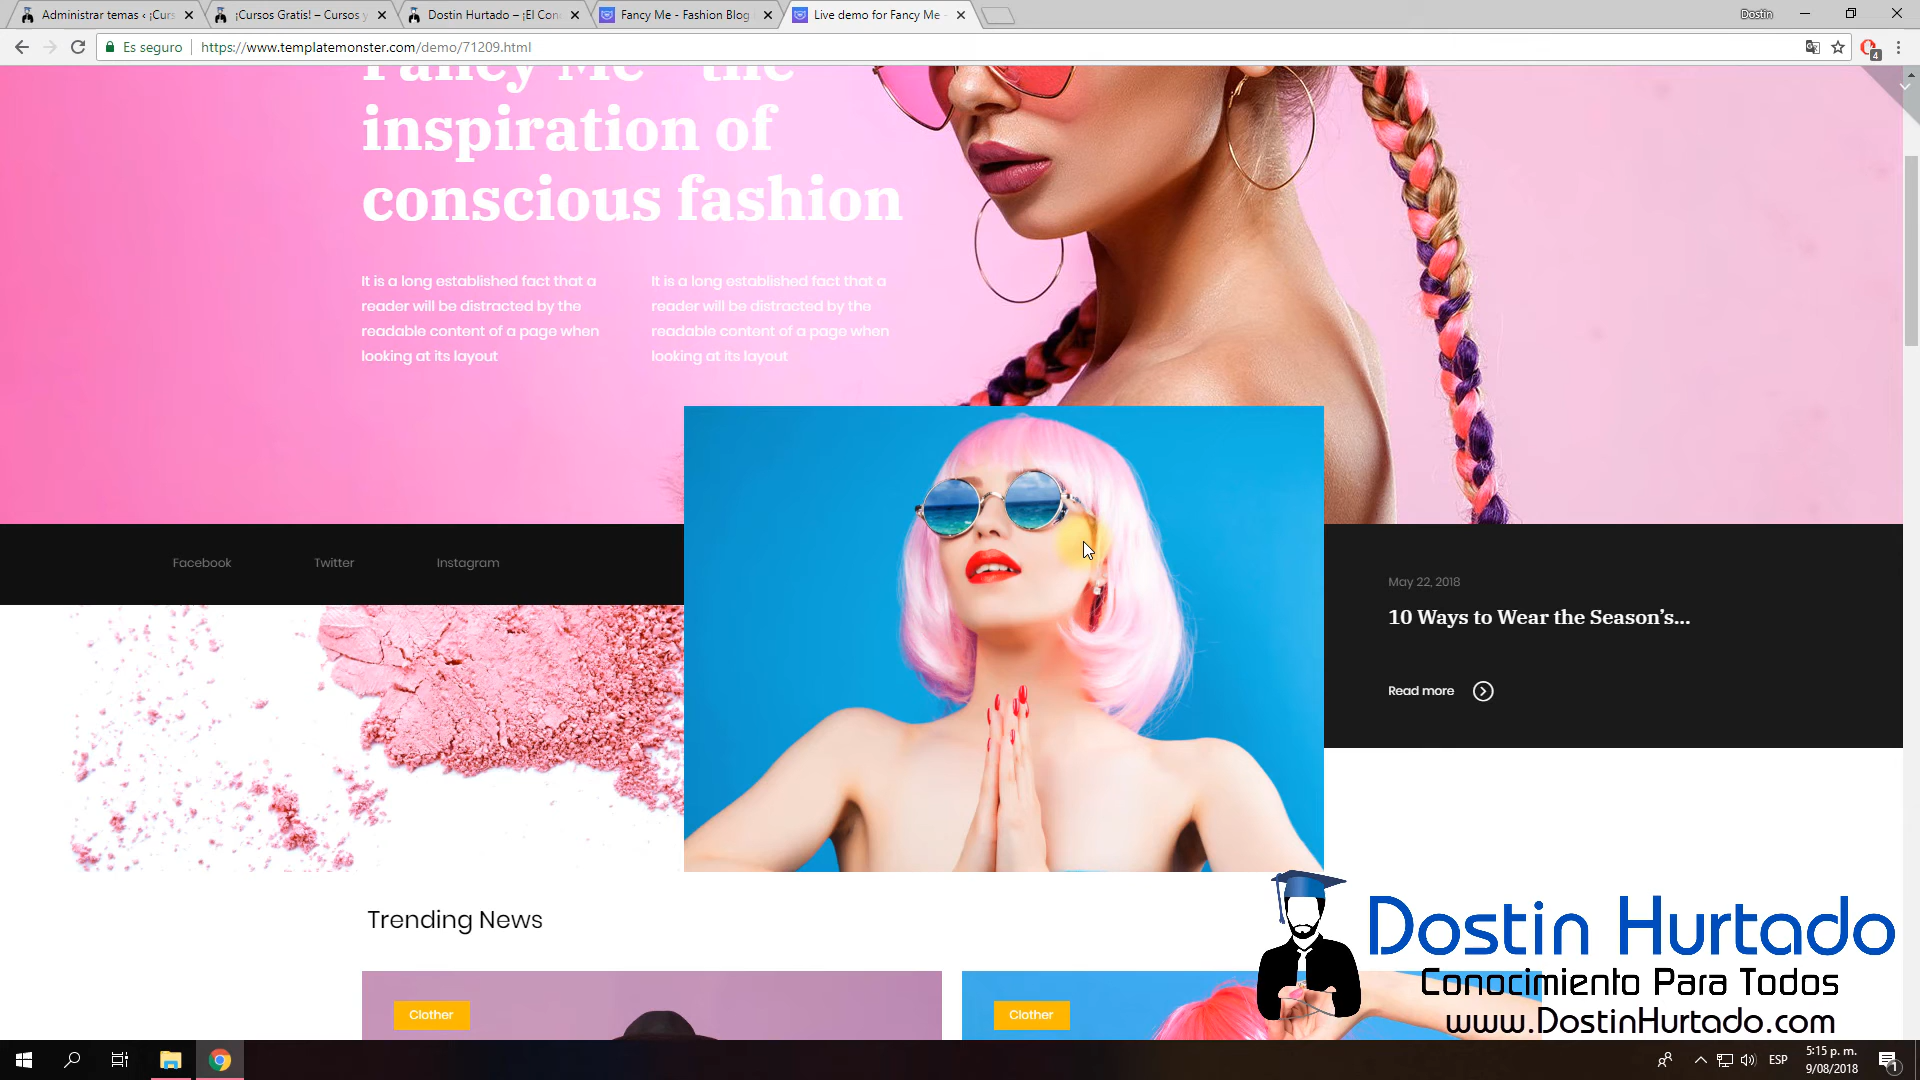 Administrar temas ‹ ¡Curs
¡Cursos Gratis! – Cursos y
Dostin Hurtado – ¡El Con
Fancy Me - Fashion Blog
Live demo for Fancy Me -
Dostin
Es seguro
https://www.templatemonster.com/demo/71209.html
4
Fancy Me - the
inspiration of
conscious fashion
It is a long established fact that a
reader will be distracted by the
readable content of a page when
looking at its layout
It is a long established fact that a
reader will be distracted by the
readable content of a page when
looking at its layout
Facebook
Twitter
Instagram
May 22, 2018
10 Ways to Wear the Season’s...
Read more
Trending News
Clother
Clother
Dostin Hurtado
Conocimiento Para Todos
www.DostinHurtado.com
ESP
5:15 p. m.
9/08/2018
1